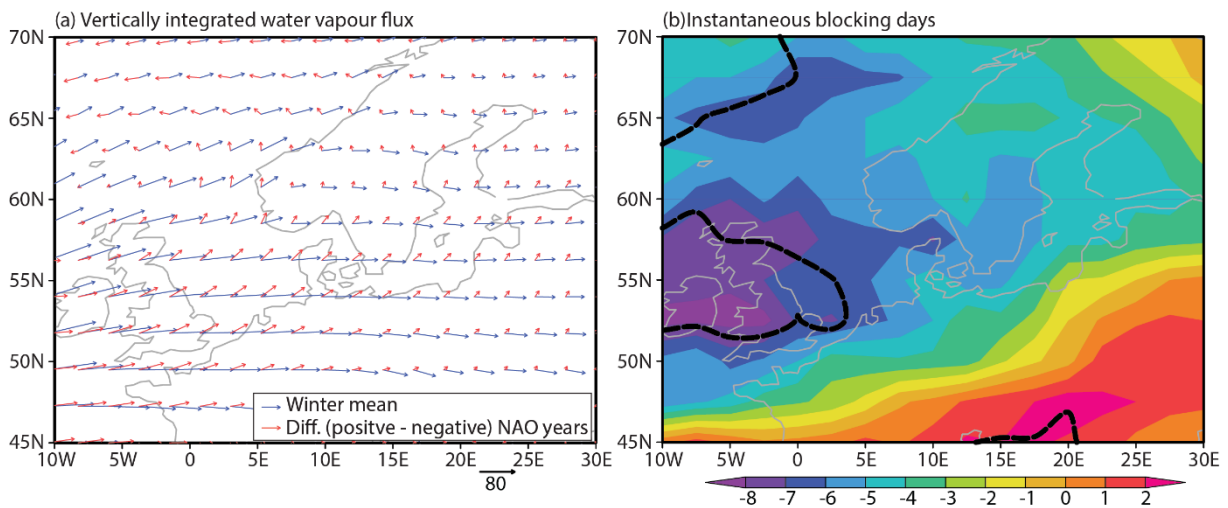 (a) Vertically integrated water vapour flux
70N
65N
60N
55N
50N
45N
Winter mean
Diff. (positve - negative) NAO years
10W 5W 0 5E 10E 15E 20E 25E 30E
80
(b)Instantaneous blocking days
70N
65N
60N
55N
50N
45N
10W 5W 0 5E 10E 15E 20E 25E 30E
-8 -7 -6 -5 -4 -3 -2 -1 0 1 2